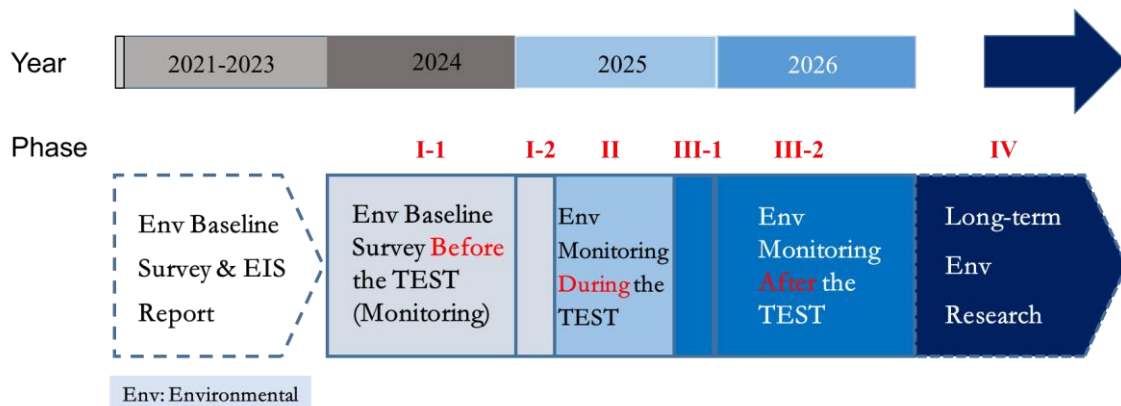 Year
2021-2023
2024
2025
2026
Phase
I-1
I-2
II
III-1
III-2
IV
Env Baseline
Survey & EIS
Report
Env Baseline
Survey Before
the TEST
(Monitoring)
Env
Monitoring
During the
TEST
Env
Monitoring
After the
TEST
Long-term
Env
Research
Env: Environmental